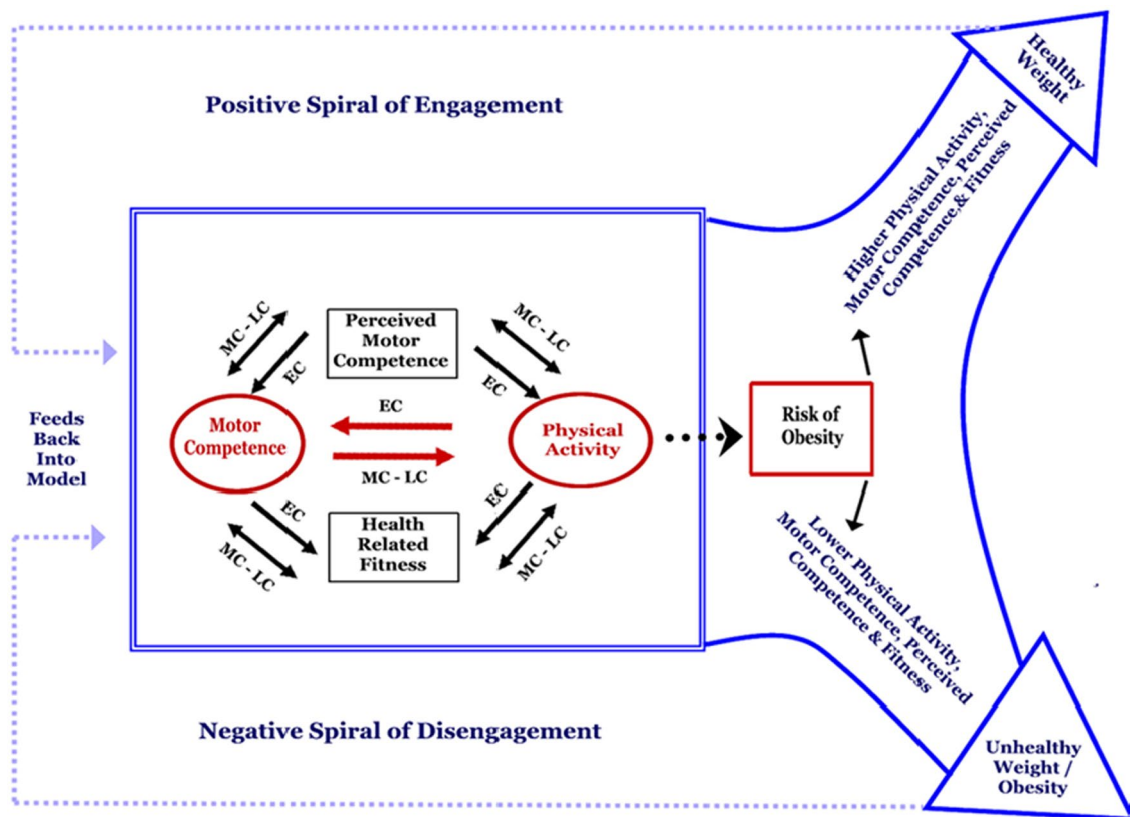 Healthy
Weight
Positive Spiral of Engagement
Higher Physical Activity,
Motor Competence, Perceived
Competence,& Fitness
MC - LC
EC
Perceived
Motor
Competence
MC - LC
EC
EC
Motor
Competence
Physical
Activity
MC - LC
Risk of
Obesity
Feeds
Back
Into
Model
EC
MC - LC
Health
Related
Fitness
EC
MC - LC
Lower Physical Activity,
Motor Competence, Perceived
Competence & Fitness
Negative Spiral of Disengagement
Unhealthy
Weight /
Obesity